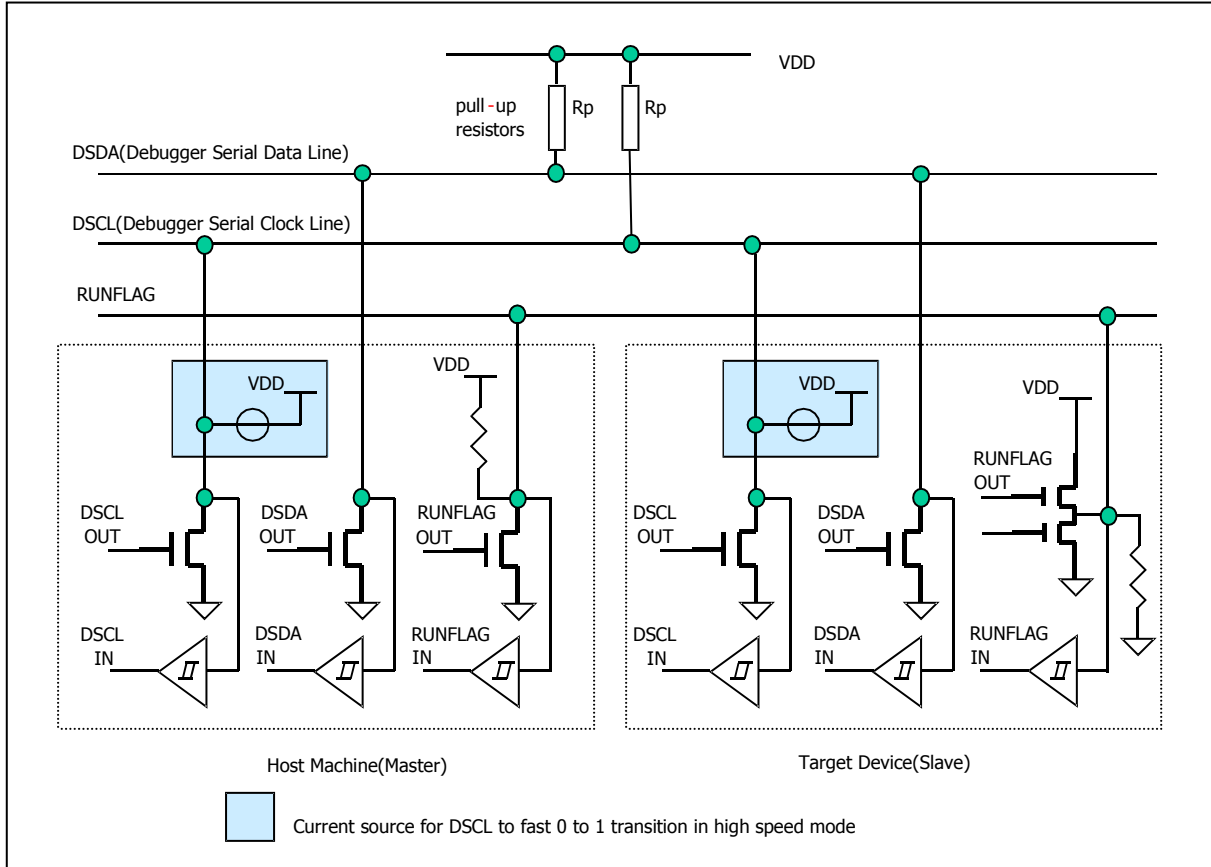 VDD
pull-up
resistors
Rp
Rp
DSDA(Debugger Serial Data Line)
DSCL(Debugger Serial Clock Line)
RUNFLAG
VDD
VDD
DSCL
OUT
DSDA
OUT
RUNFLAG
OUT
DSCL
IN
DSDA
IN
RUNFLAG
IN
VDD
VDD
RUNFLAG
OUT
DSCL
OUT
DSDA
OUT
DSCL
IN
DSDA
IN
RUNFLAG
IN
Host Machine(Master)
Target Device(Slave)
Current source for DSCL to fast 0 to 1 transition in high speed mode